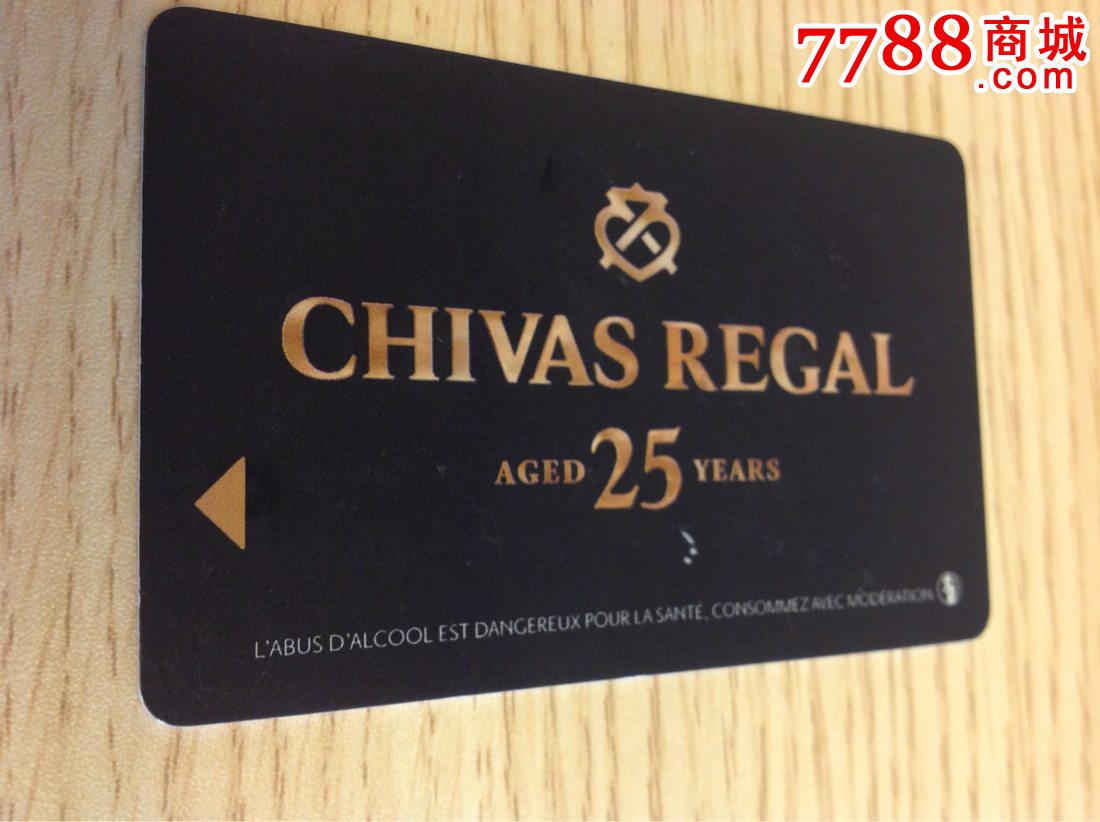 7788商城
.com
CHIVAS REGAL
AGED 25 YEARS
L'ABUS D'ALCOOL EST DANGEREUX POUR LA SANTÉ, CONSOMMEZ AVEC MODÉRATION.